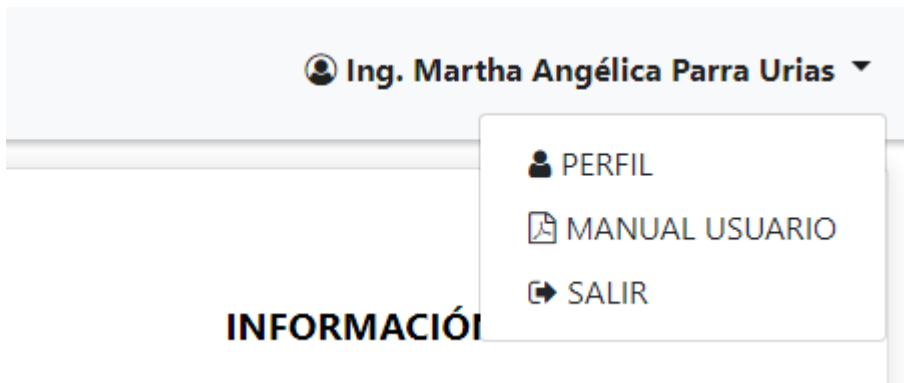 Ing. Martha Angélica Parra Urias
PERFIL
MANUAL USUARIO
SALIR
INFORMACIÓ